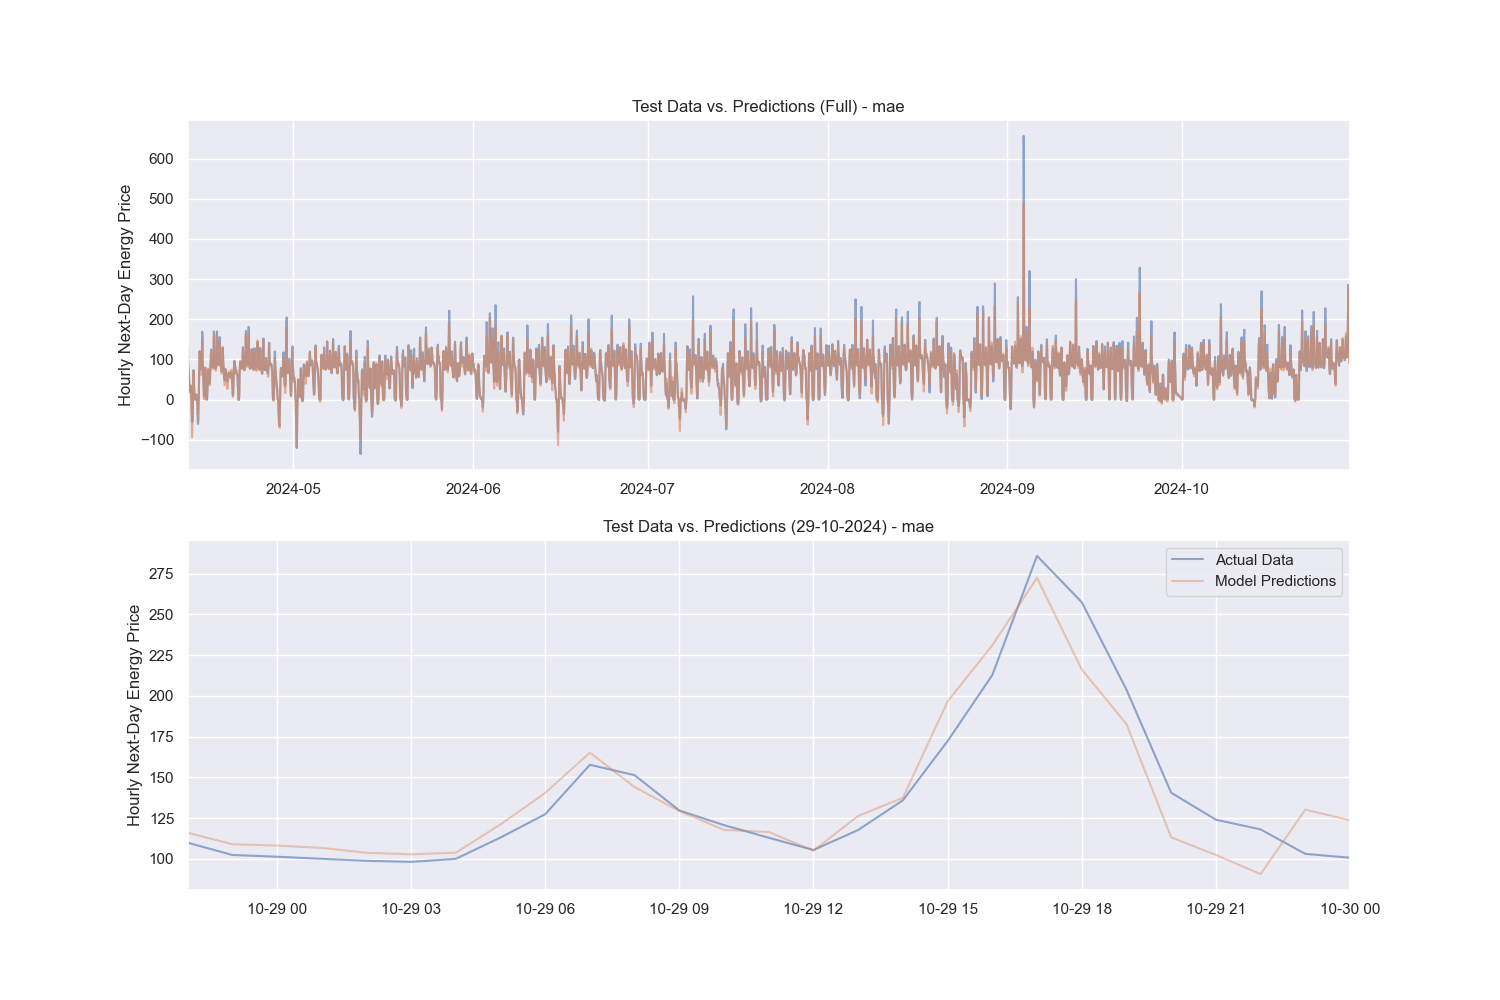 Test Data vs. Predictions (Full) - mae
Hourly Next-Day Energy Price
600
500
400
300
200
100
0
−100
2024-05 2024-06 2024-07 2024-08 2024-09 2024-10
Test Data vs. Predictions (29-10-2024) - mae
Hourly Next-Day Energy Price
275
250
225
200
175
150
125
100
Actual Data
Model Predictions
10-29 00 10-29 03 10-29 06 10-29 09 10-29 12 10-29 15 10-29 18 10-29 21 10-30 00